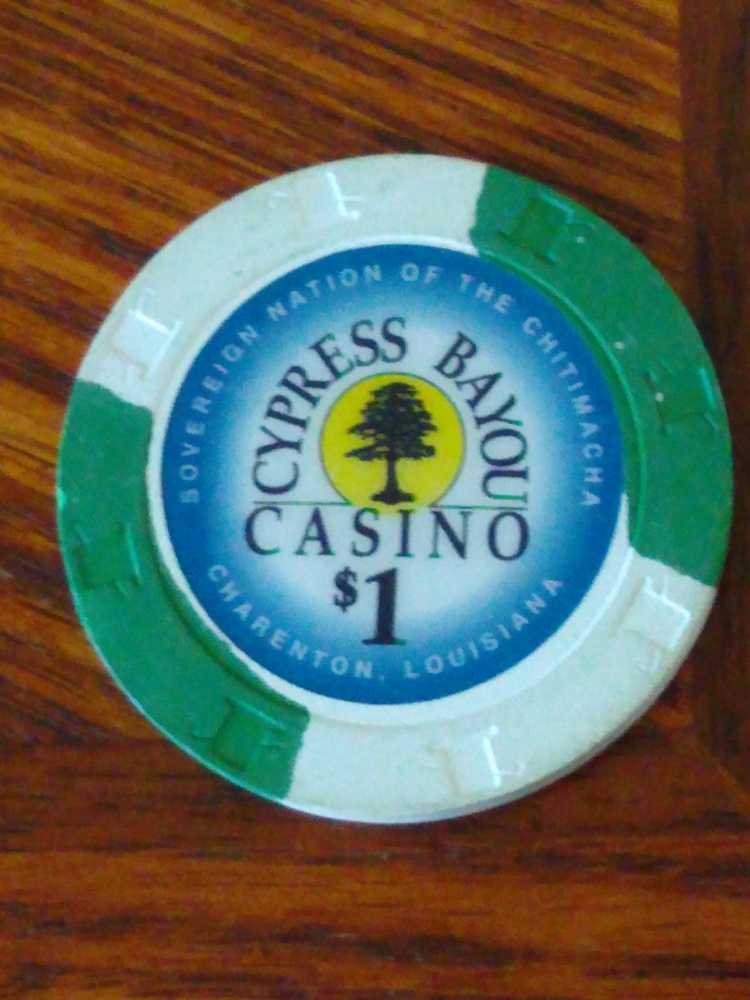 SOVEREIGN NATION OF THE CHITIMACHA
CYPRESS BAYOU
CASINO
$1
CHARENTON, LOUISIANA